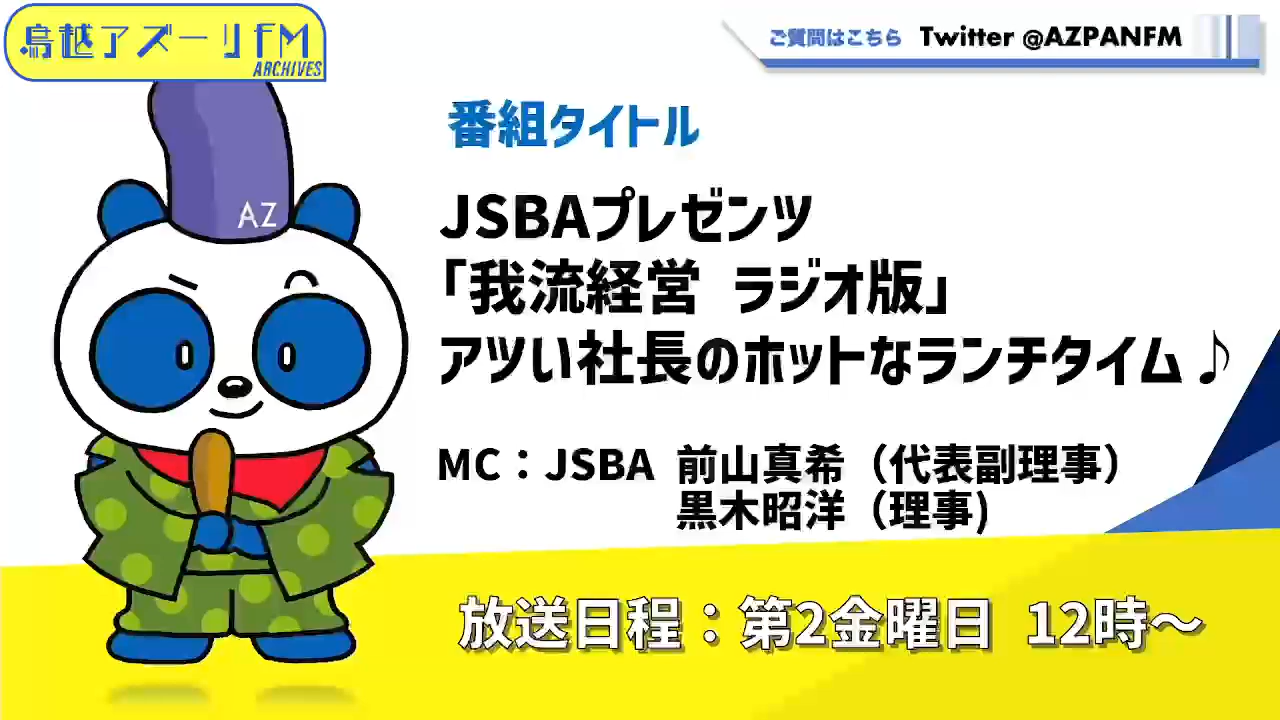 鳥越アズーリFM
ARCHIVES
ご質問はこちら Twitter @AZPANFM
AZ
番組タイトル
JSBAプレゼンツ
「我流経営 ラジオ版」
アツい社長のホットなランチタイム♪
MC：JSBA 前山真希（代表副理事）
黒木昭洋（理事)
放送日程：第2金曜日 12時～